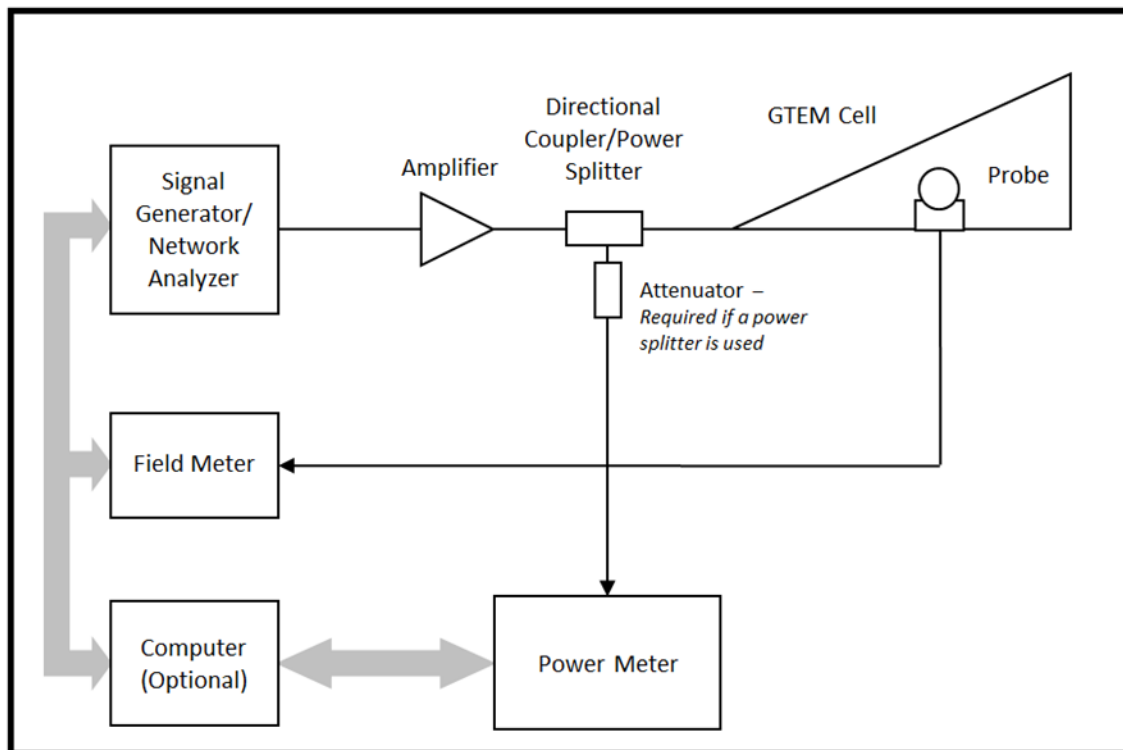 Signal
Generator/
Network
Analyzer
Amplifier
Directional
Coupler/Power
Splitter
GTEM Cell
Probe
Attenuator –
Required if a power
splitter is used
Field Meter
Computer
(Optional)
Power Meter